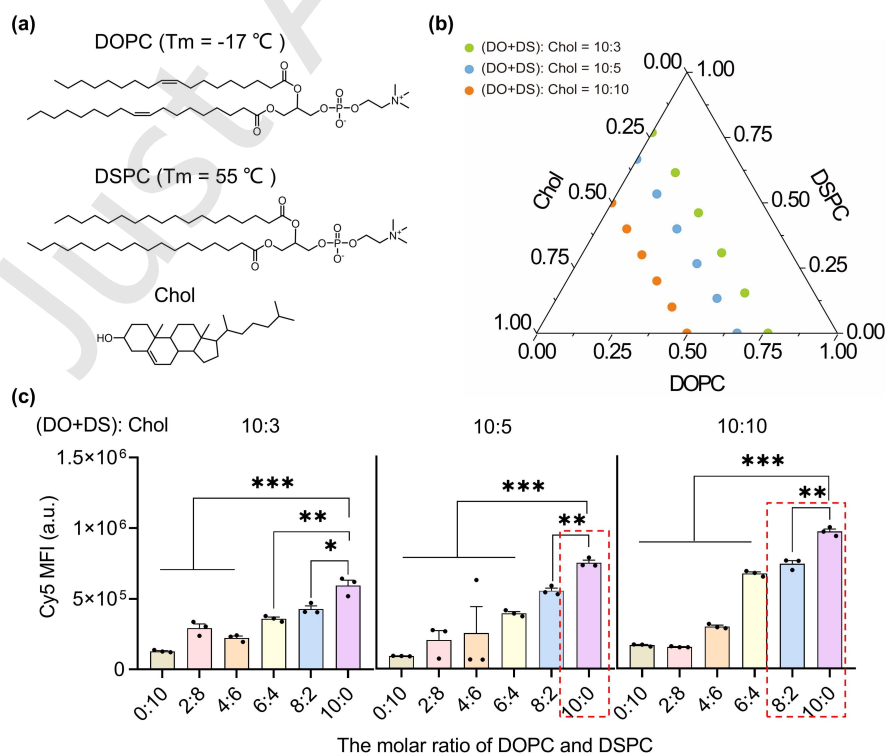 (a)
DOPC (Tm = -17 ℃ )
O
O
O
O
O
P
O
O-
O
N+
DSPC (Tm = 55 ℃ )
O
O
O
O
O
P
O
O-
O
N+
Chol
HO
(b)
(DO+DS): Chol = 10:3
(DO+DS): Chol = 10:5
(DO+DS): Chol = 10:10
0.00 1.00
0.25 0.75
0.50 0.50
0.75 0.25
1.00 0.00
Chol
DSPC
0.00 0.25 0.50 0.75 1.00
DOPC
(c)
(DO+DS): Chol 10:3 10:5 10:10
Cy5 MFI (a.u.)
1.5×10⁶
1×10⁶
5×10⁵
0
*** ** *
*** **
*** **
0:10 2:8 4:6 6:4 8:2 10:0
0:10 2:8 4:6 6:4 8:2 10:0
0:10 2:8 4:6 6:4 8:2 10:0
The molar ratio of DOPC and DSPC
Just A